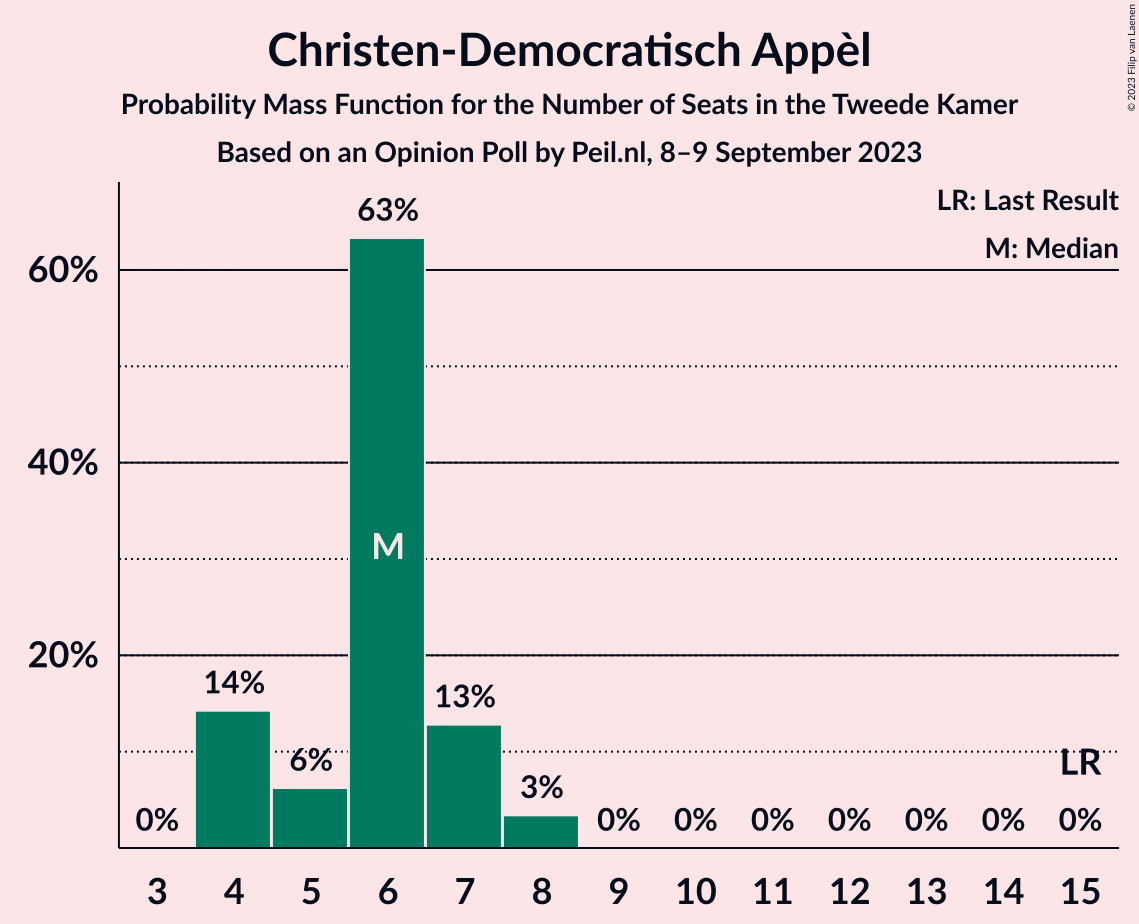 Christen-Democratisch Appèl
Probability Mass Function for the Number of Seats in the Tweede Kamer
Based on an Opinion Poll by Peil.nl, 8–9 September 2023
© 2023 Filip van Laenen
LR: Last Result
M: Median
63%
60%
40%
M
20%
14%
13%
6%
LR
3%
0% 0% 0% 0% 0% 0% 0% 0%
3 4 5 6 7 8 9 10 11 12 13 14 15